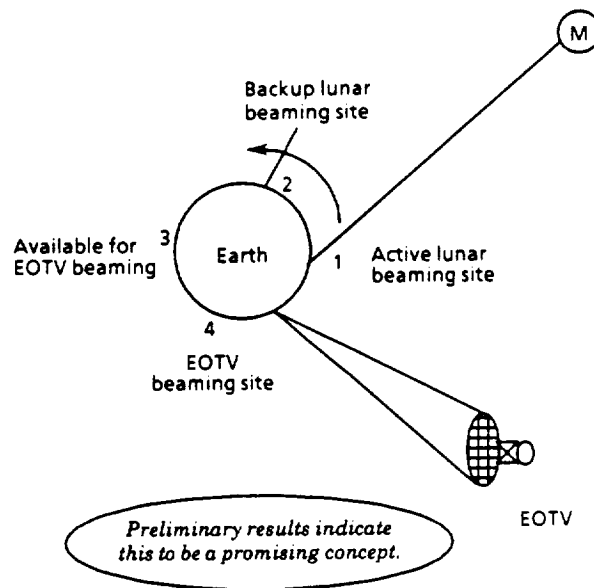 M
Backup lunar
beaming site
2
3
Available for
EOTV beaming
Earth
1
Active lunar
beaming site
4
EOTV
beaming site
EOTV
Preliminary results indicate
this to be a promising concept.